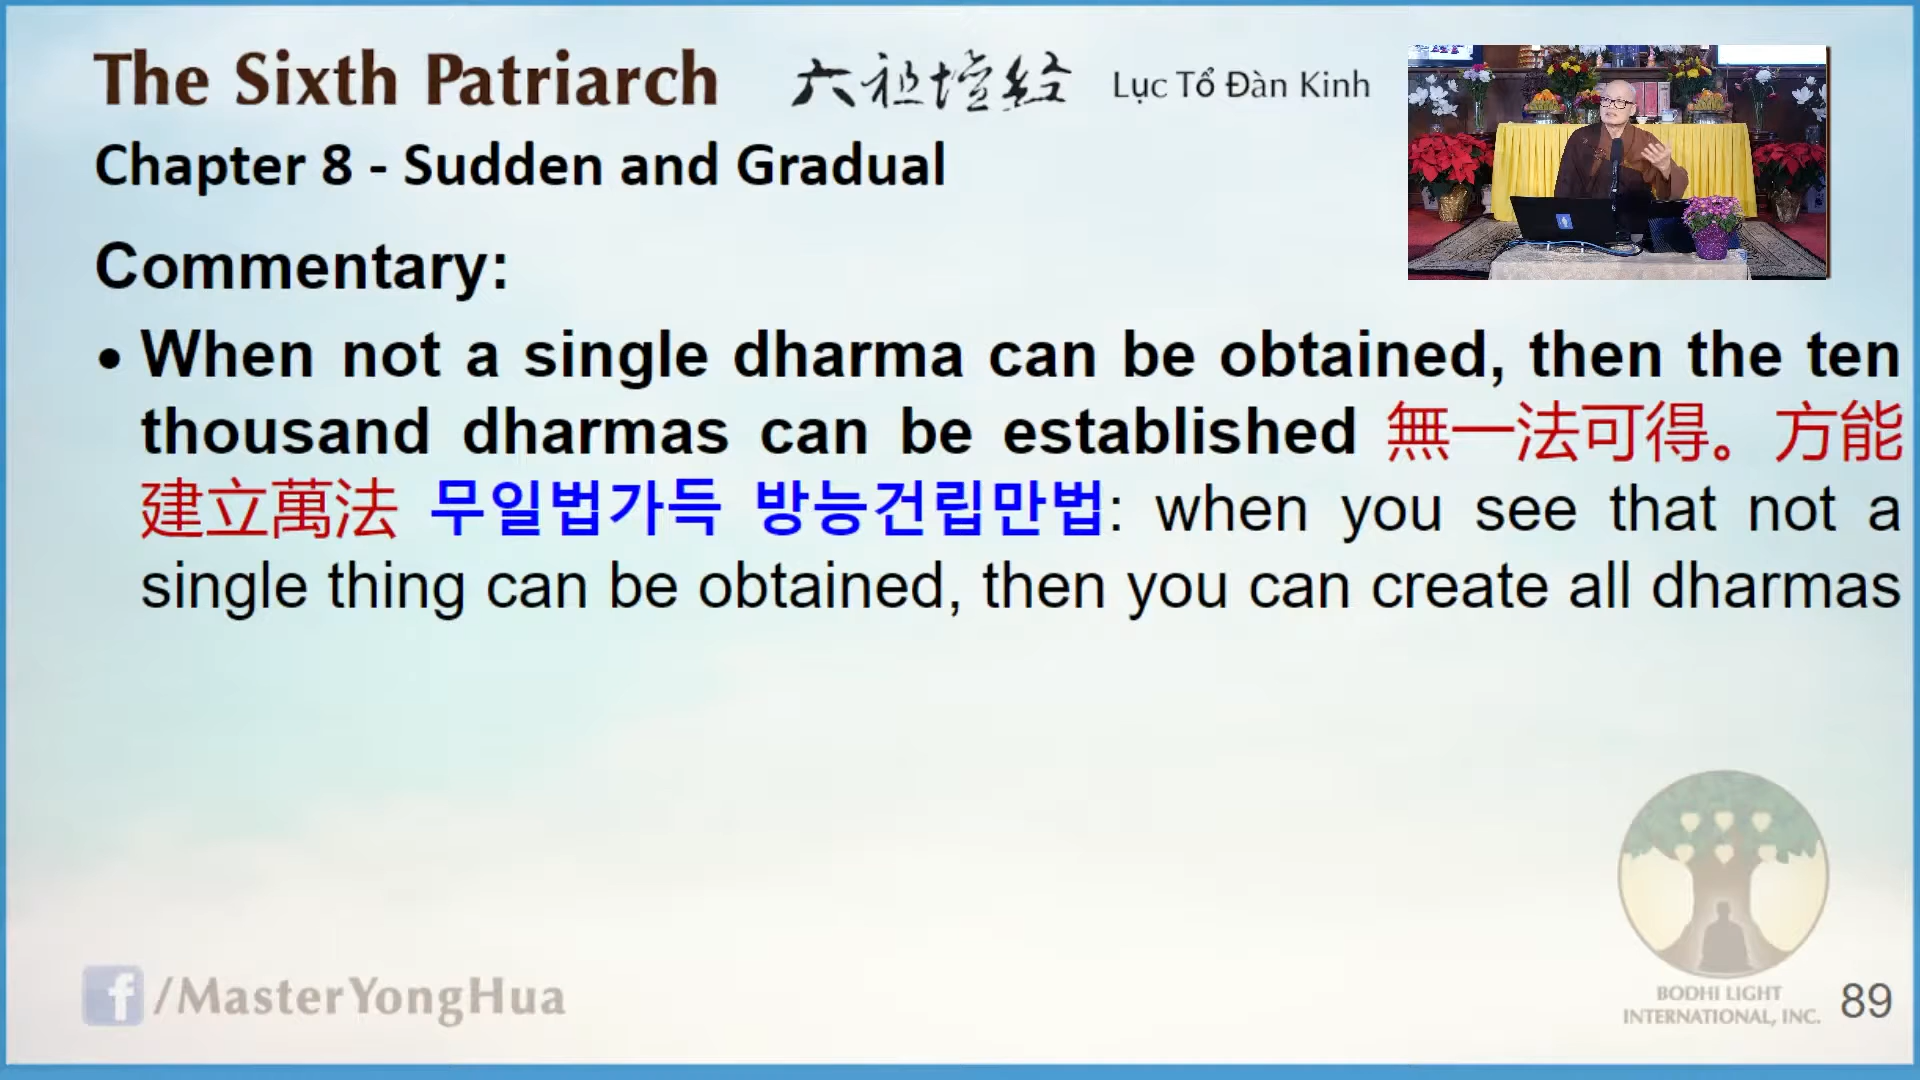 The Sixth Patriarch 六祖壇経 Lục Tổ Đàn Kinh
Chapter 8 - Sudden and Gradual
Commentary:
• When not a single dharma can be obtained, then the ten
thousand dharmas can be established 無一法可得。方能
建立萬法 무일법가득 방능건립만법: when you see that not a
single thing can be obtained, then you can create all dharmas
f/MasterYongHua
BODHI LIGHT
INTERNATIONAL, INC.
89